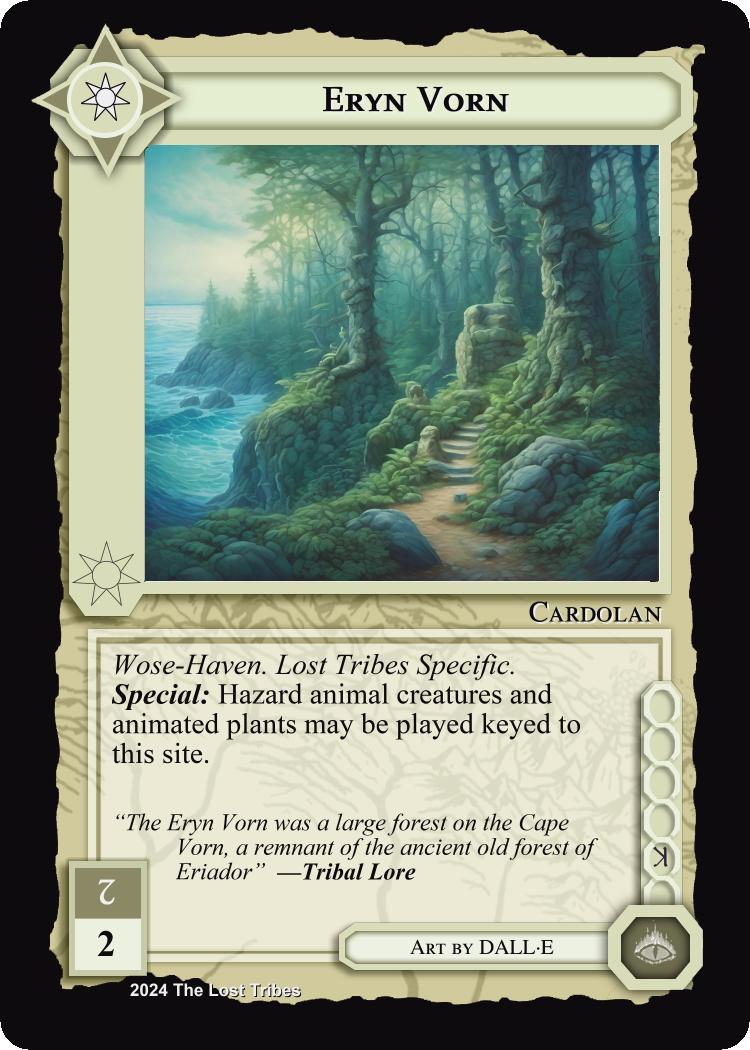 Eryn Vorn
Cardolan
Wose-Haven. Lost Tribes Specific.
Special: Hazard animal creatures and
animated plants may be played keyed to
this site.
“The Eryn Vorn was a large forest on the Cape
Vorn, a remnant of the ancient old forest of
Eriador” —Tribal Lore
2
2
Art by DALL·E
2024 The Lost Tribes